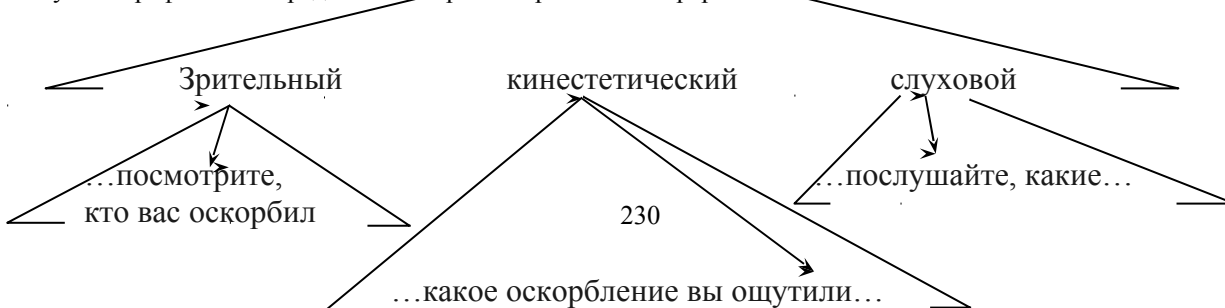 Зрительный кинестетический слуховой
…посмотрите,
кто вас оскорбил
…послушайте, какие…
230
…какое оскорбление вы ощутили…